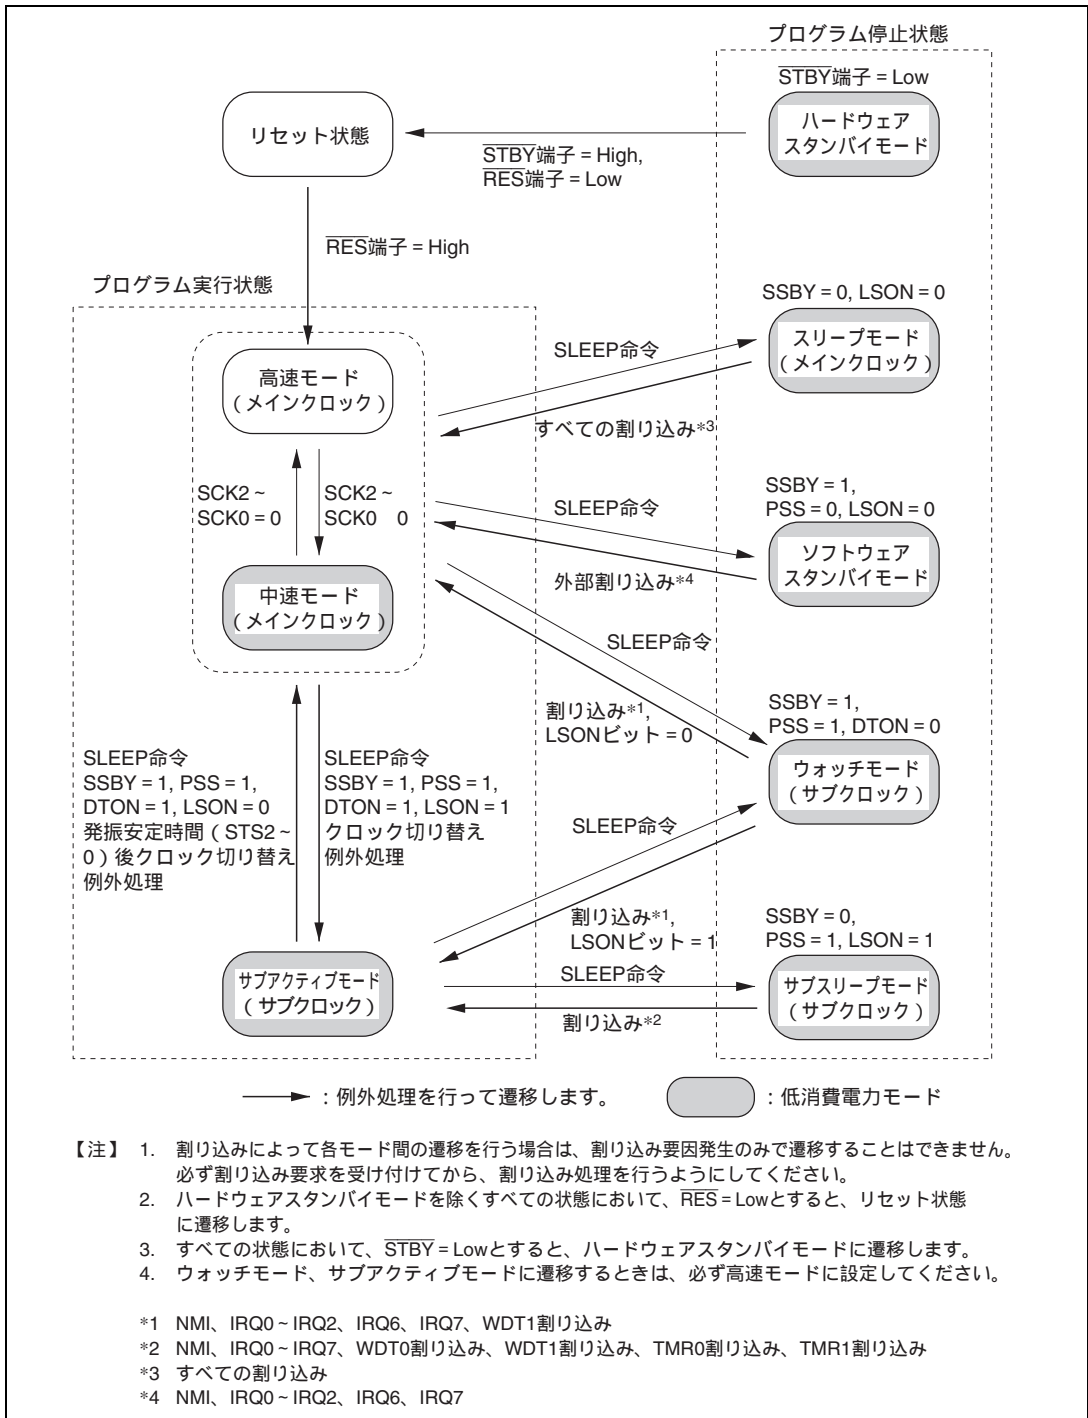 プログラム停止状態
STBY端子 = Low
ハードウェア
スタンバイモード
リセット状態
STBY端子 = High,
RES端子 = Low
RES端子 = High
プログラム実行状態
SSBY = 0, LSON = 0
スリープモード
（メインクロック）
SLEEP命令
すべての割り込み*3
高速モード
（メインクロック）
SCK2～
SCK0 = 0
SCK2～
SCK0 0
中速モード
（メインクロック）
SSBY = 1,
PSS = 0, LSON = 0
ソフトウェア
スタンバイモード
SLEEP命令
外部割り込み*4
SLEEP命令
割り込み*1,
LSONビット = 0
SSBY = 1,
PSS = 1, DTON = 0
ウォッチモード
（サブクロック）
SLEEP命令
SSBY = 1, PSS = 1,
DTON = 1, LSON = 0
発振安定時間（STS2～
0）後クロック切り替え
例外処理
SLEEP命令
SSBY = 1, PSS = 1,
DTON = 1, LSON = 1
クロック切り替え
例外処理
SLEEP命令
割り込み*1,
LSONビット = 1
SSBY = 0,
PSS = 1, LSON = 1
サブスリープモード
（サブクロック）
SLEEP命令
割り込み*2
サブアクティブモード
（サブクロック）
：例外処理を行って遷移します。
：低消費電力モード
【注】 1. 割り込みによって各モード間の遷移を行う場合は、割り込み要因発生のみで遷移することはできません。
必ず割り込み要求を受け付けてから、割り込み処理を行うようにしてください。
2. ハードウェアスタンバイモードを除くすべての状態において、RES = Lowとすると、リセット状態
に遷移します。
3. すべての状態において、STBY = Lowとすると、ハードウェアスタンバイモードに遷移します。
4. ウォッチモード、サブアクティブモードに遷移するときは、必ず高速モードに設定してください。
*1 NMI、IRQ0～IRQ2、IRQ6、IRQ7、WDT1割り込み
*2 NMI、IRQ0～IRQ7、WDT0割り込み、WDT1割り込み、TMR0割り込み、TMR1割り込み
*3 すべての割り込み
*4 NMI、IRQ0～IRQ2、IRQ6、IRQ7